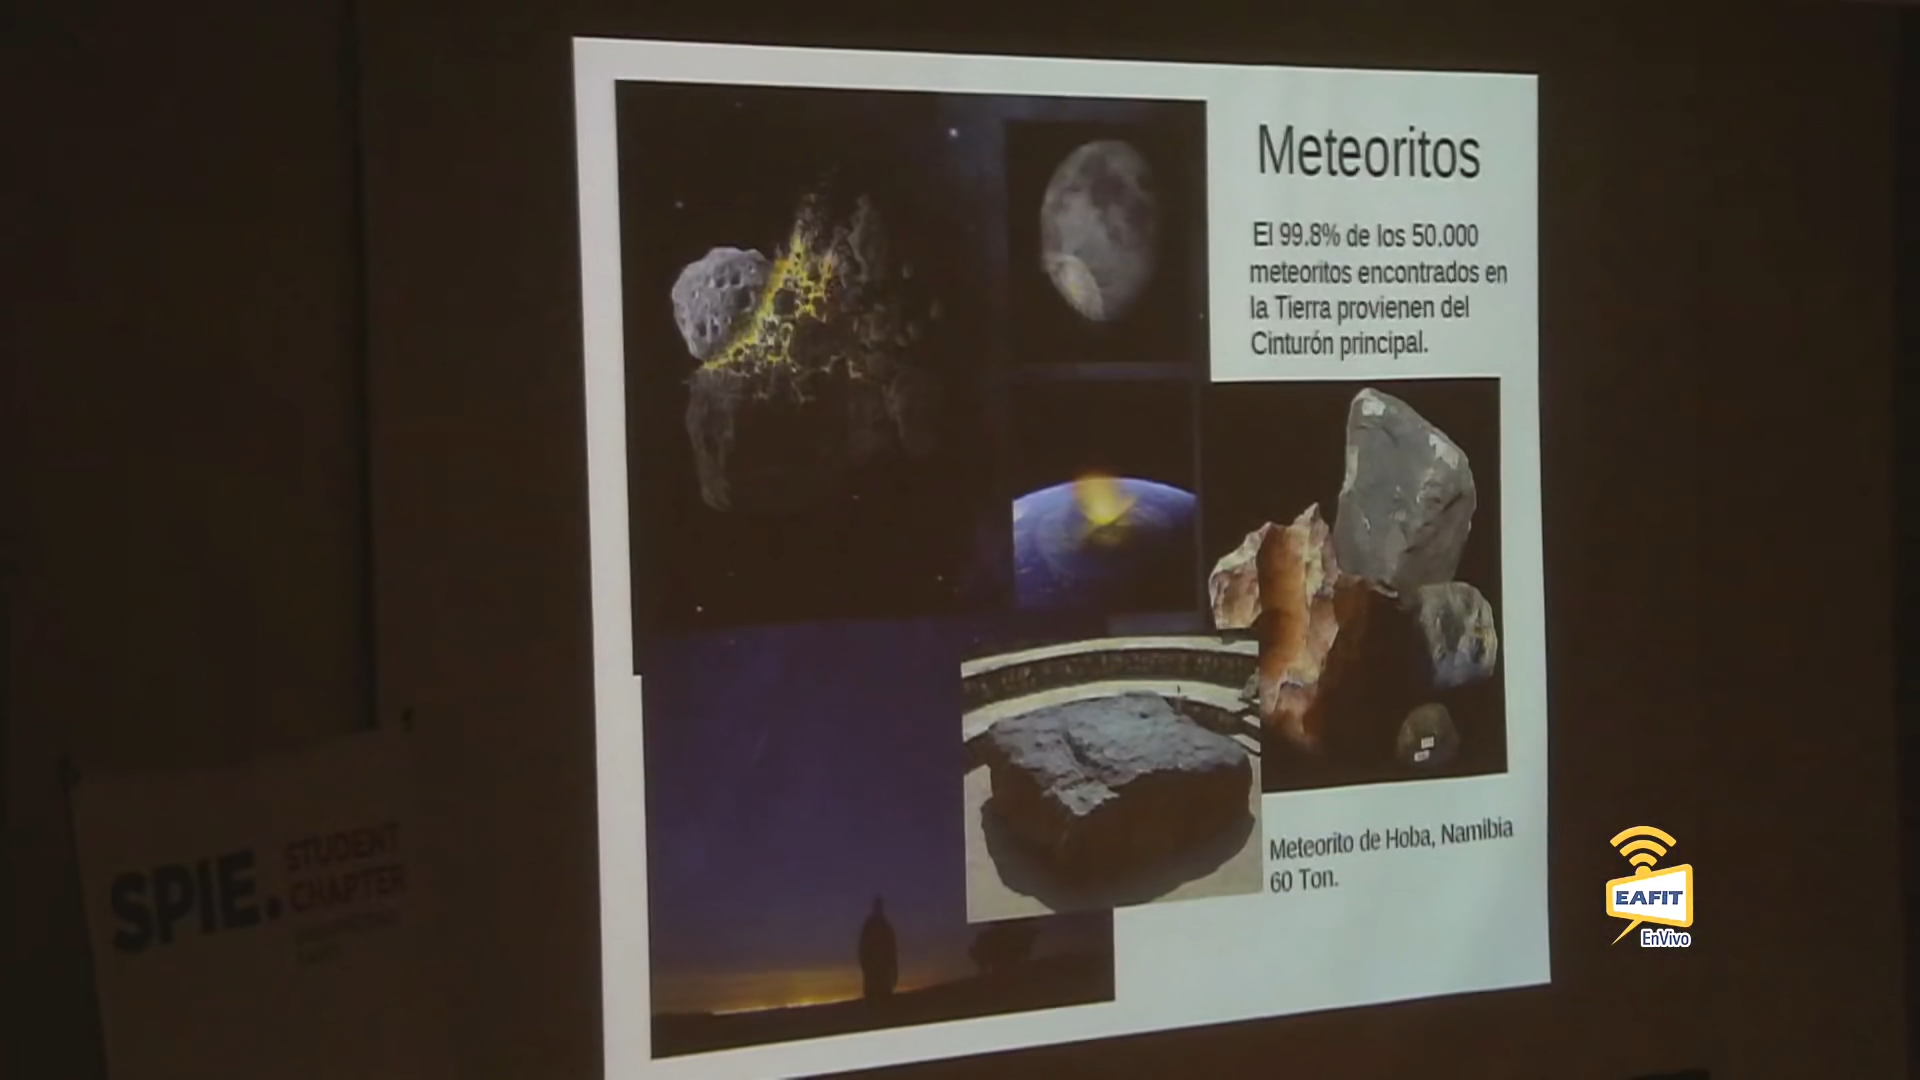 Meteoritos
El 99.8% de los 50.000
meteoritos encontrados en
la Tierra provienen del
Cinturón principal.
Meteorito de Hoba, Namibia
60 Ton.
SPIE.
STUDENT
CHAPTER
EAFIT
EnVivo